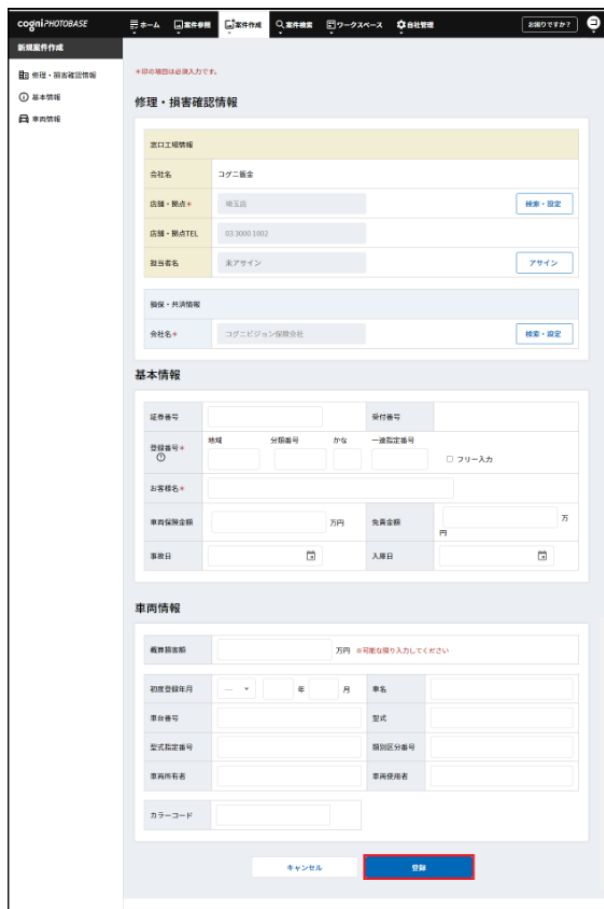 cogniPHOTOBASE
ホーム
案件参照
案件作成
案件検索
ワークスペース
自社管理
お困りですか？
新規案件作成
修理・損害確認情報
基本情報
車両情報
＊印の項目は必須入力です。
修理・損害確認情報
窓口工場情報
会社名 コグニ鈑金
店舗・拠点＊ 埼玉店 検索・設定
店舗・拠点TEL 03 3000 1002
担当者名 未アサイン アサイン
損保・共済情報
会社名＊ コグニビジョン保険会社 検索・設定
基本情報
証券番号 受付番号
登録番号＊ 地域 分類番号 かな 一連指定番号
フリー入力
お客様名＊
車両保険金額 万円 免責金額 万
円
事故日 入庫日
車両情報
概算損害額 万円 ※可能な限り入力してください
初度登録年月 --- 年 月 車名
車台番号 型式
型式指定番号 類別区分番号
車両所有者 車両使用者
カラーコード
キャンセル 登録